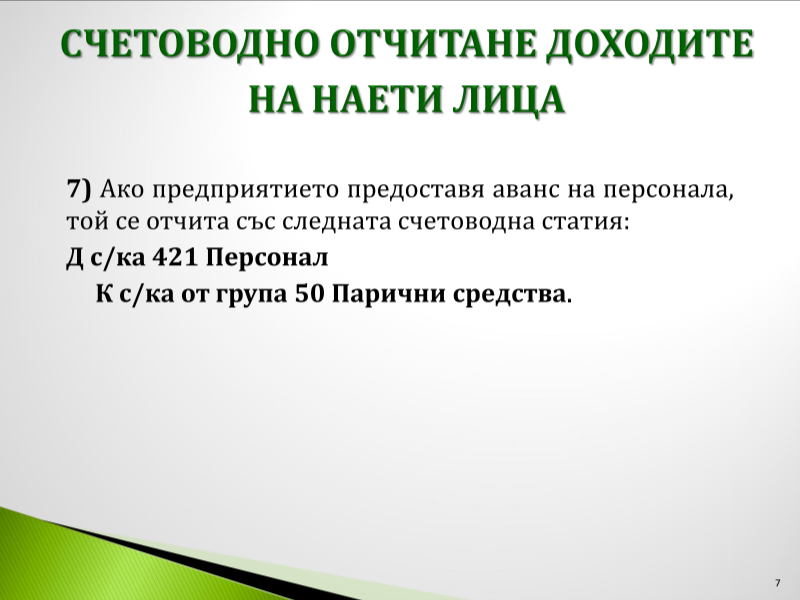 СЧЕТОВОДНО ОТЧИТАНЕ ДОХОДИТЕ
НА НАЕТИ ЛИЦА
7) Ако предприятието предоставя аванс на персонала,
той се отчита със следната счетоводна статия:
Д с/ка 421 Персонал
К с/ка от група 50 Парични средства.
7